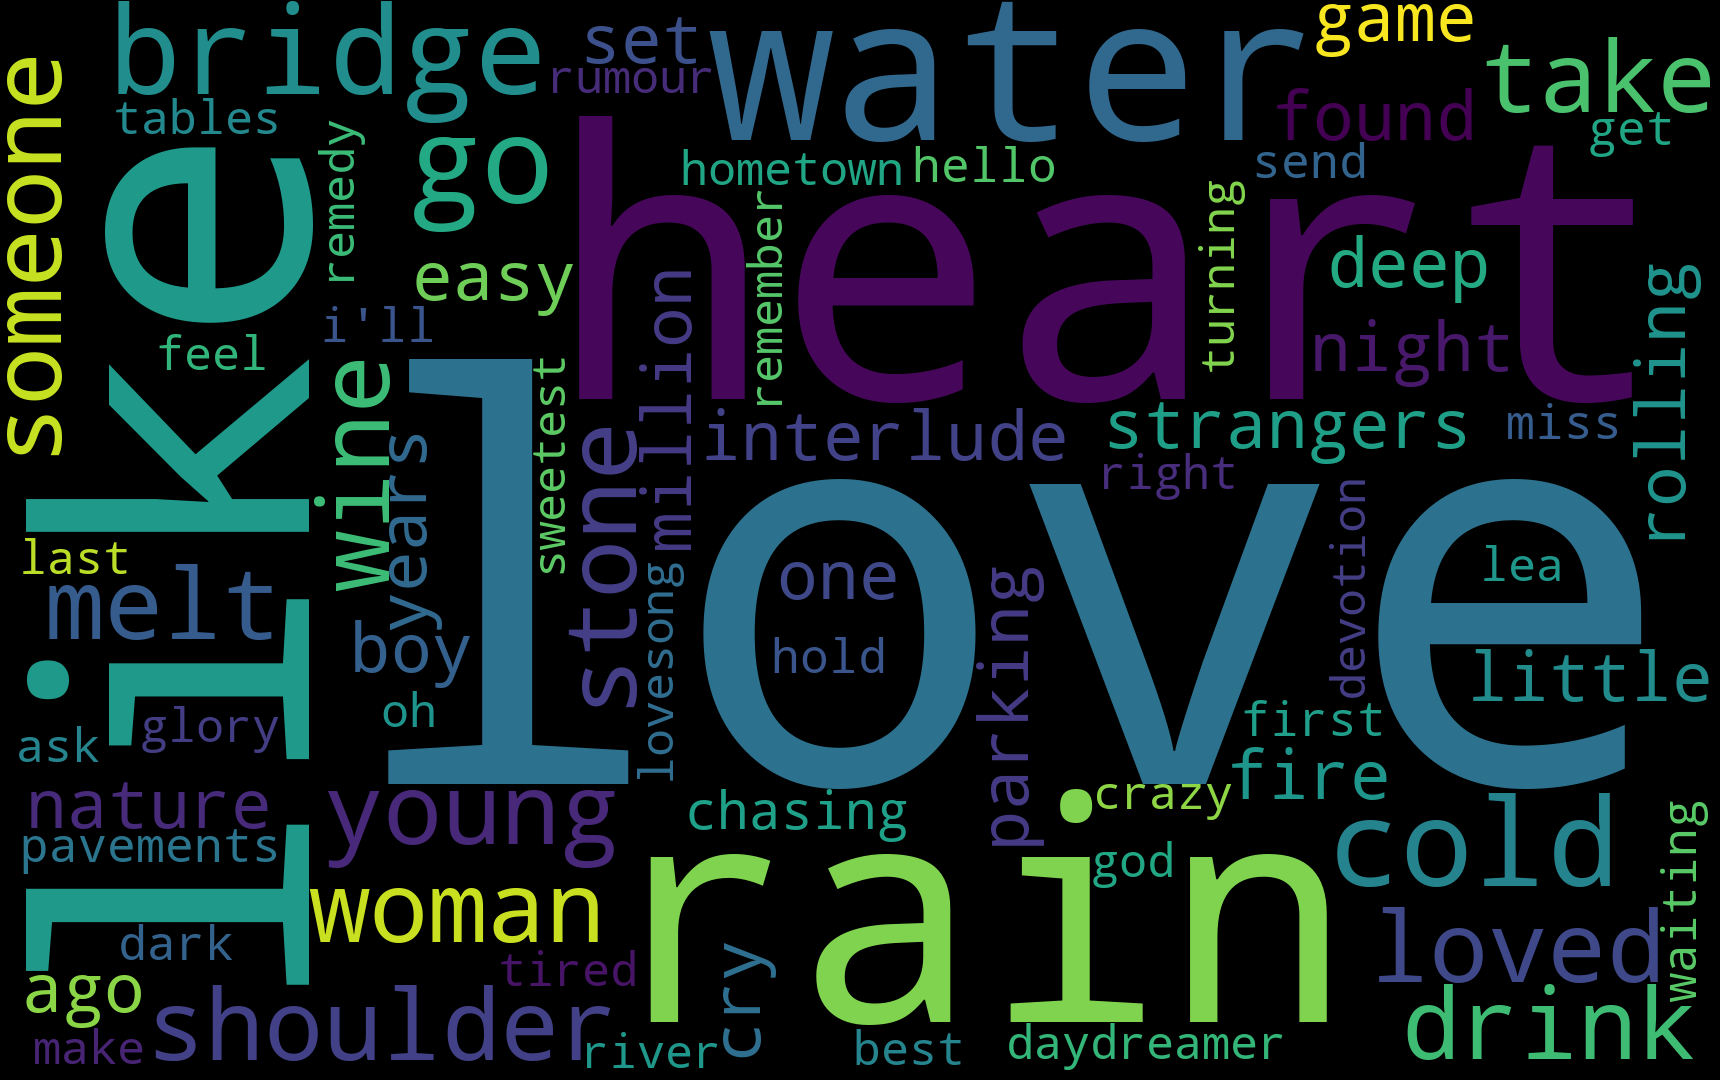 bridge
set
water
game
someone
rumour
take
tables
found
get
remedy
go
hometown
hello
send
heart
like
remember
turning
easy
deep
i'll
feel
night
rolling
wine
years
sweetest
million
interlude
strangers
miss
stone
right
love
last
melt
lovesong
one
parking
devotion
lea
boy
hold
little
oh
glory
ask
first
nature
young
chasing
crazy
fire
pavements
rain
god
cold
waiting
woman
dark
tired
cry
loved
ago
shoulder
make
river
best
daydreamer
drink